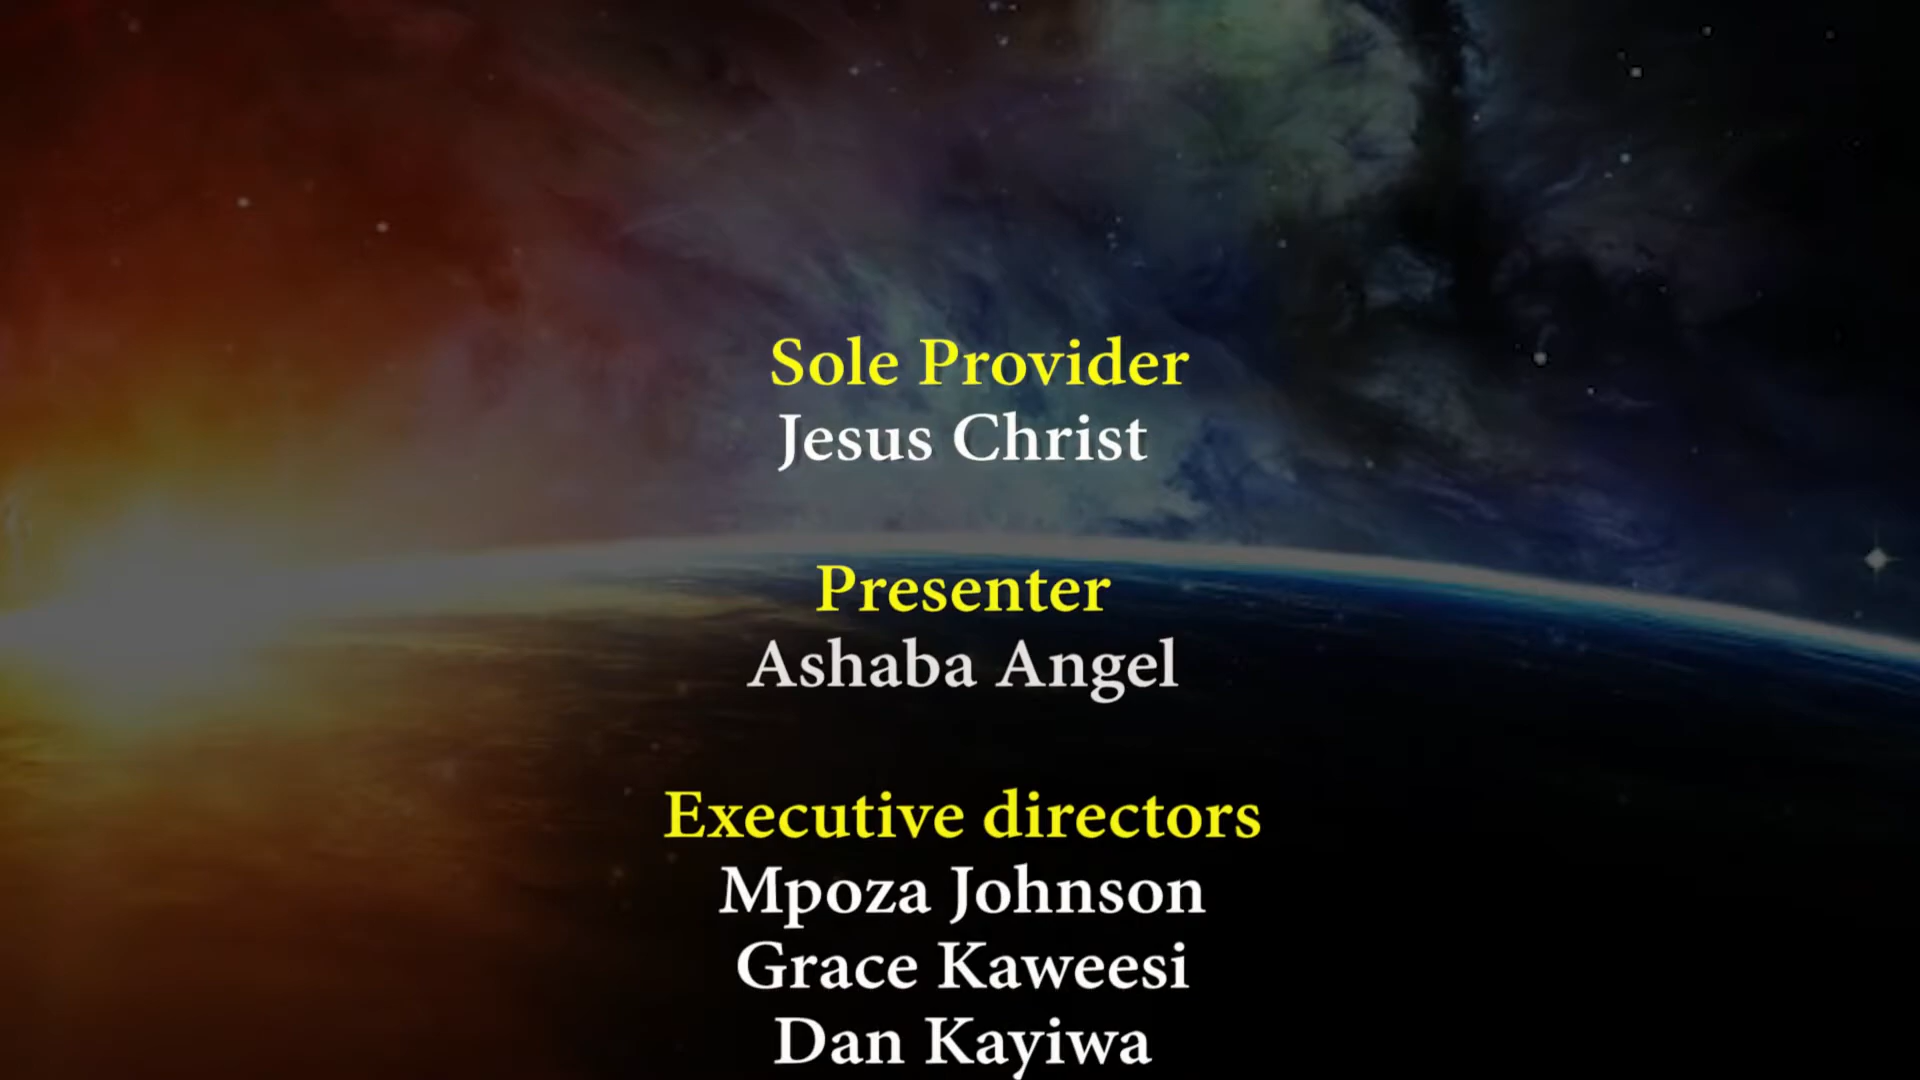 Sole Provider
Jesus Christ
Presenter
Ashaba Angel
Executive directors
Mpoza Johnson
Grace Kaweesi
Dan Kayiwa